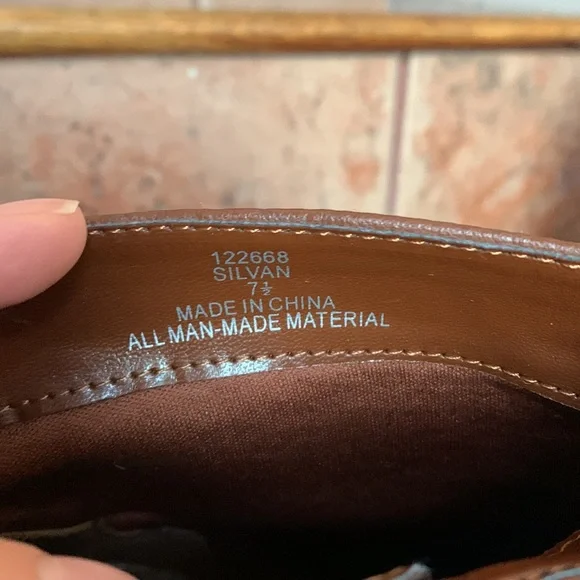 122668
SILVAN
7½
MADE IN CHINA
ALL MAN-MADE MATERIAL